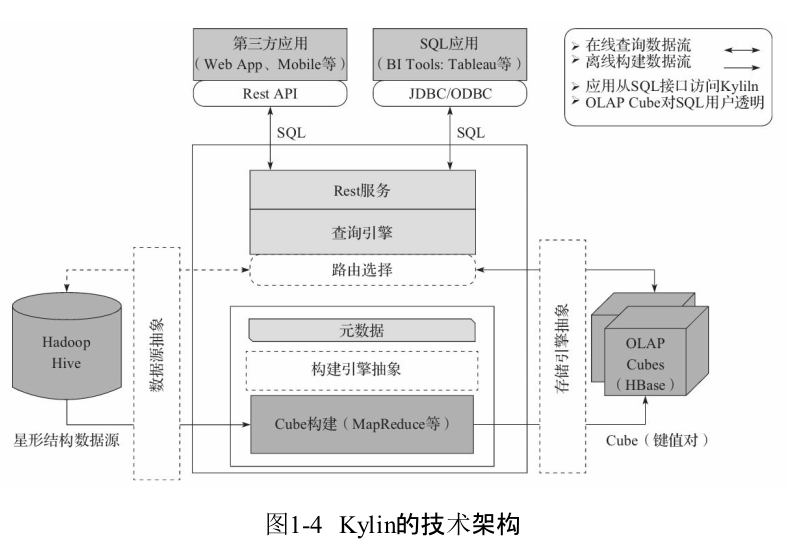 第三方应用
（Web App、Mobile等）
Rest API
SQL应用
（BI Tools: Tableau等）
JDBC/ODBC
在线查询数据流
离线构建数据流
应用从SQL接口访问Kyliln
OLAP Cube对SQL用户透明
SQL
SQL
Rest服务
查询引擎
路由选择
数据源抽象
存储引擎抽象
Hadoop
Hive
元数据
构建引擎抽象
Cube构建（MapReduce等）
OLAP
Cubes
（HBase）
星形结构数据源
Cube（键值对）
图1-4 Kylin的技术架构